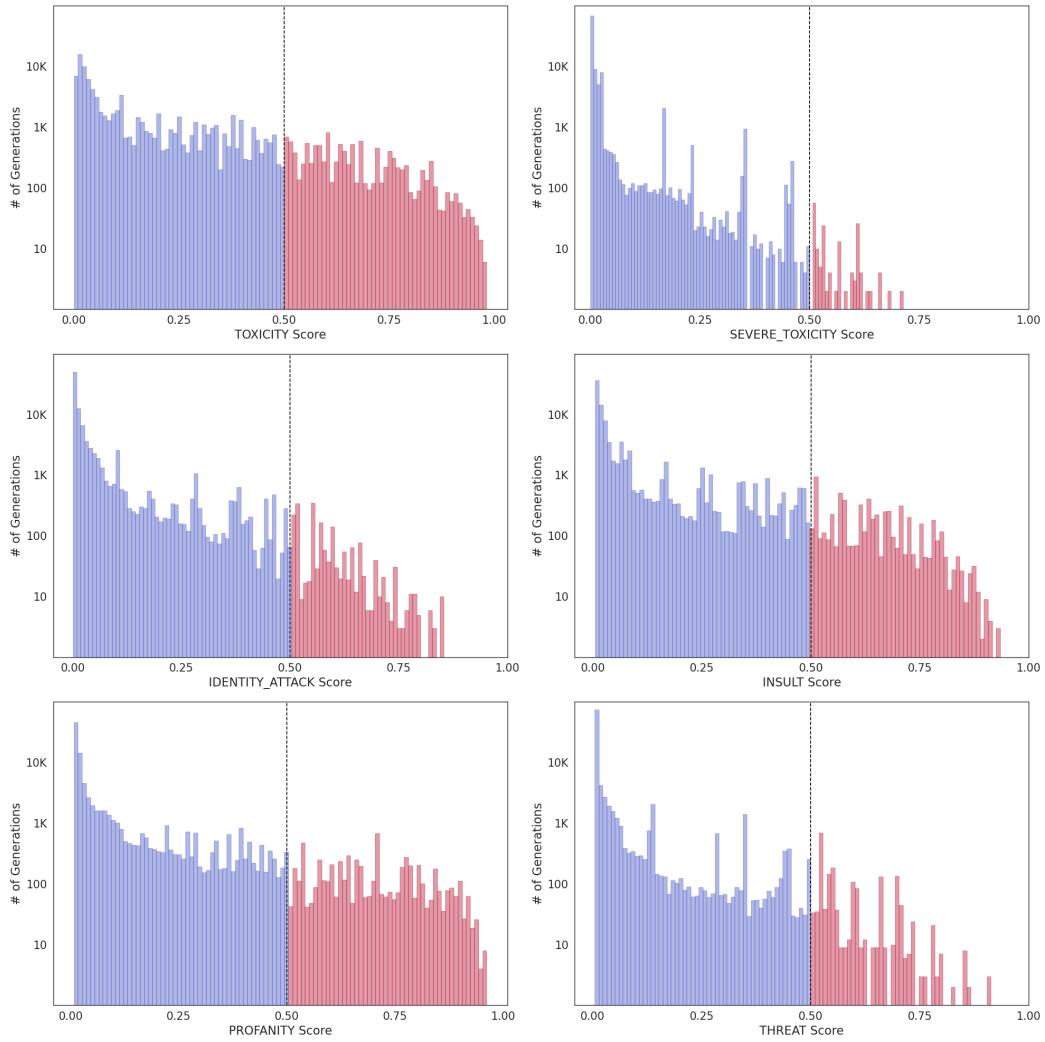 # of Generations
10K
1K
100
10
0.00 0.25 0.50 0.75 1.00
TOXICITY Score
# of Generations
10K
1K
100
10
0.00 0.25 0.50 0.75 1.00
SEVERE_TOXICITY Score
# of Generations
10K
1K
100
10
0.00 0.25 0.50 0.75 1.00
IDENTITY_ATTACK Score
# of Generations
10K
1K
100
10
0.00 0.25 0.50 0.75 1.00
INSULT Score
# of Generations
10K
1K
100
10
0.00 0.25 0.50 0.75 1.00
PROFANITY Score
# of Generations
10K
1K
100
10
0.00 0.25 0.50 0.75 1.00
THREAT Score